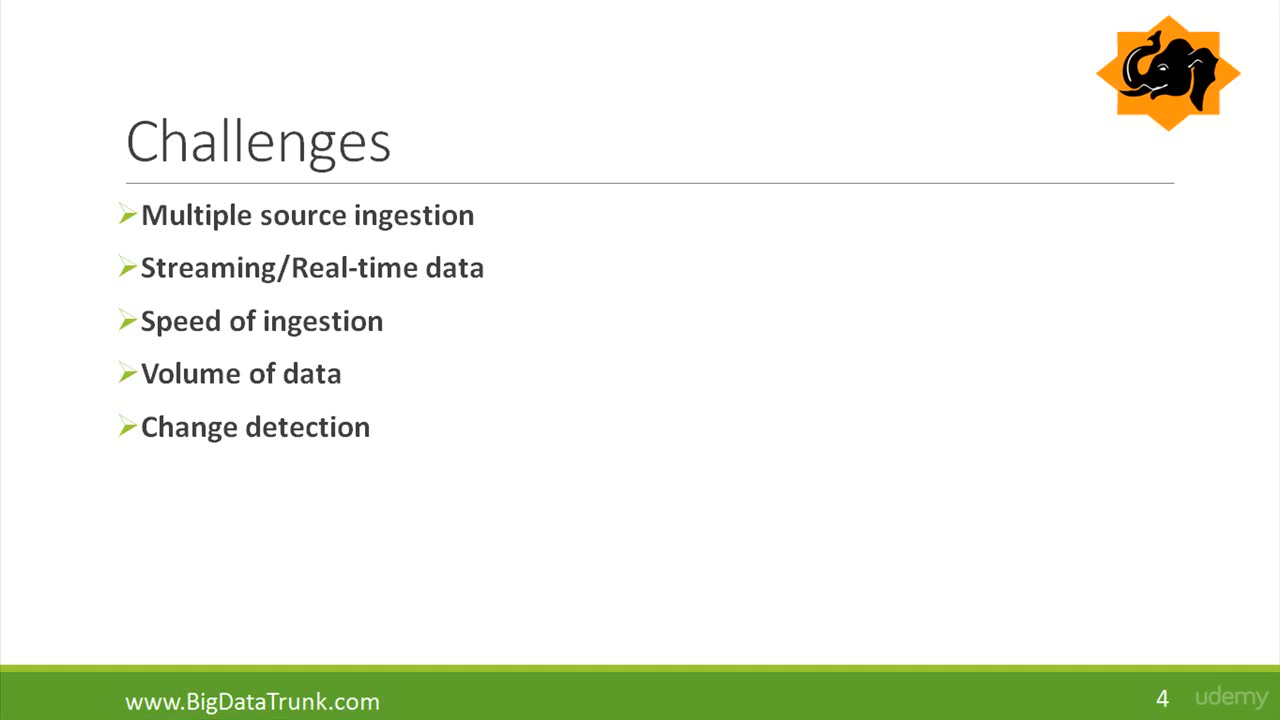 Challenges
Multiple source ingestion
Streaming/Real-time data
Speed of ingestion
Volume of data
Change detection
www.BigDataTrunk.com
4
udemy